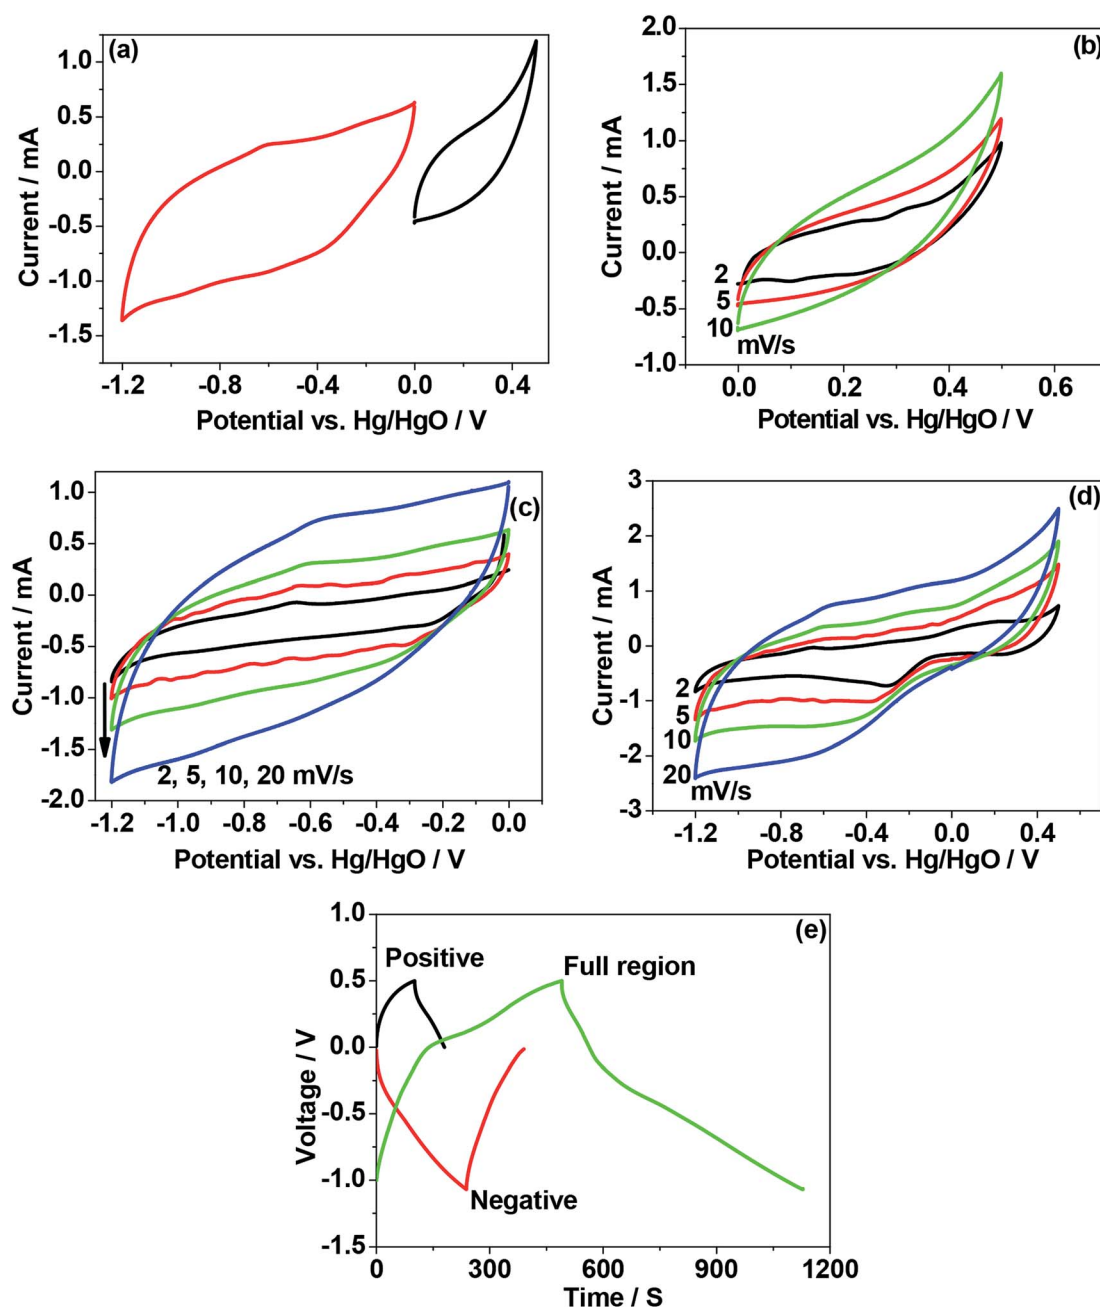 (a)
1.0
0.5
0.0
-0.5
-1.0
-1.5
Current / mA
-1.2 -0.8 -0.4 0.0 0.4
Potential vs. Hg/HgO / V
(b)
2.0
1.5
1.0
0.5
0.0
-0.5
-1.0
Current / mA
2
5
10
mV/s
0.0 0.2 0.4 0.6
Potential vs. Hg/HgO / V
(c)
1.0
0.5
0.0
-0.5
-1.0
-1.5
-2.0
Current / mA
2, 5, 10, 20 mV/s
-1.2 -1.0 -0.8 -0.6 -0.4 -0.2 0.0
Potential vs. Hg/HgO / V
(d)
3
2
1
0
-1
-2
-3
Current / mA
2
5
10
20
mV/s
-1.2 -0.8 -0.4 0.0 0.4
Potential vs. Hg/HgO / V
(e)
1.0
0.5
0.0
-0.5
-1.0
-1.5
Voltage / V
Positive
Full region
Negative
0 300 600 900 1200
Time / S